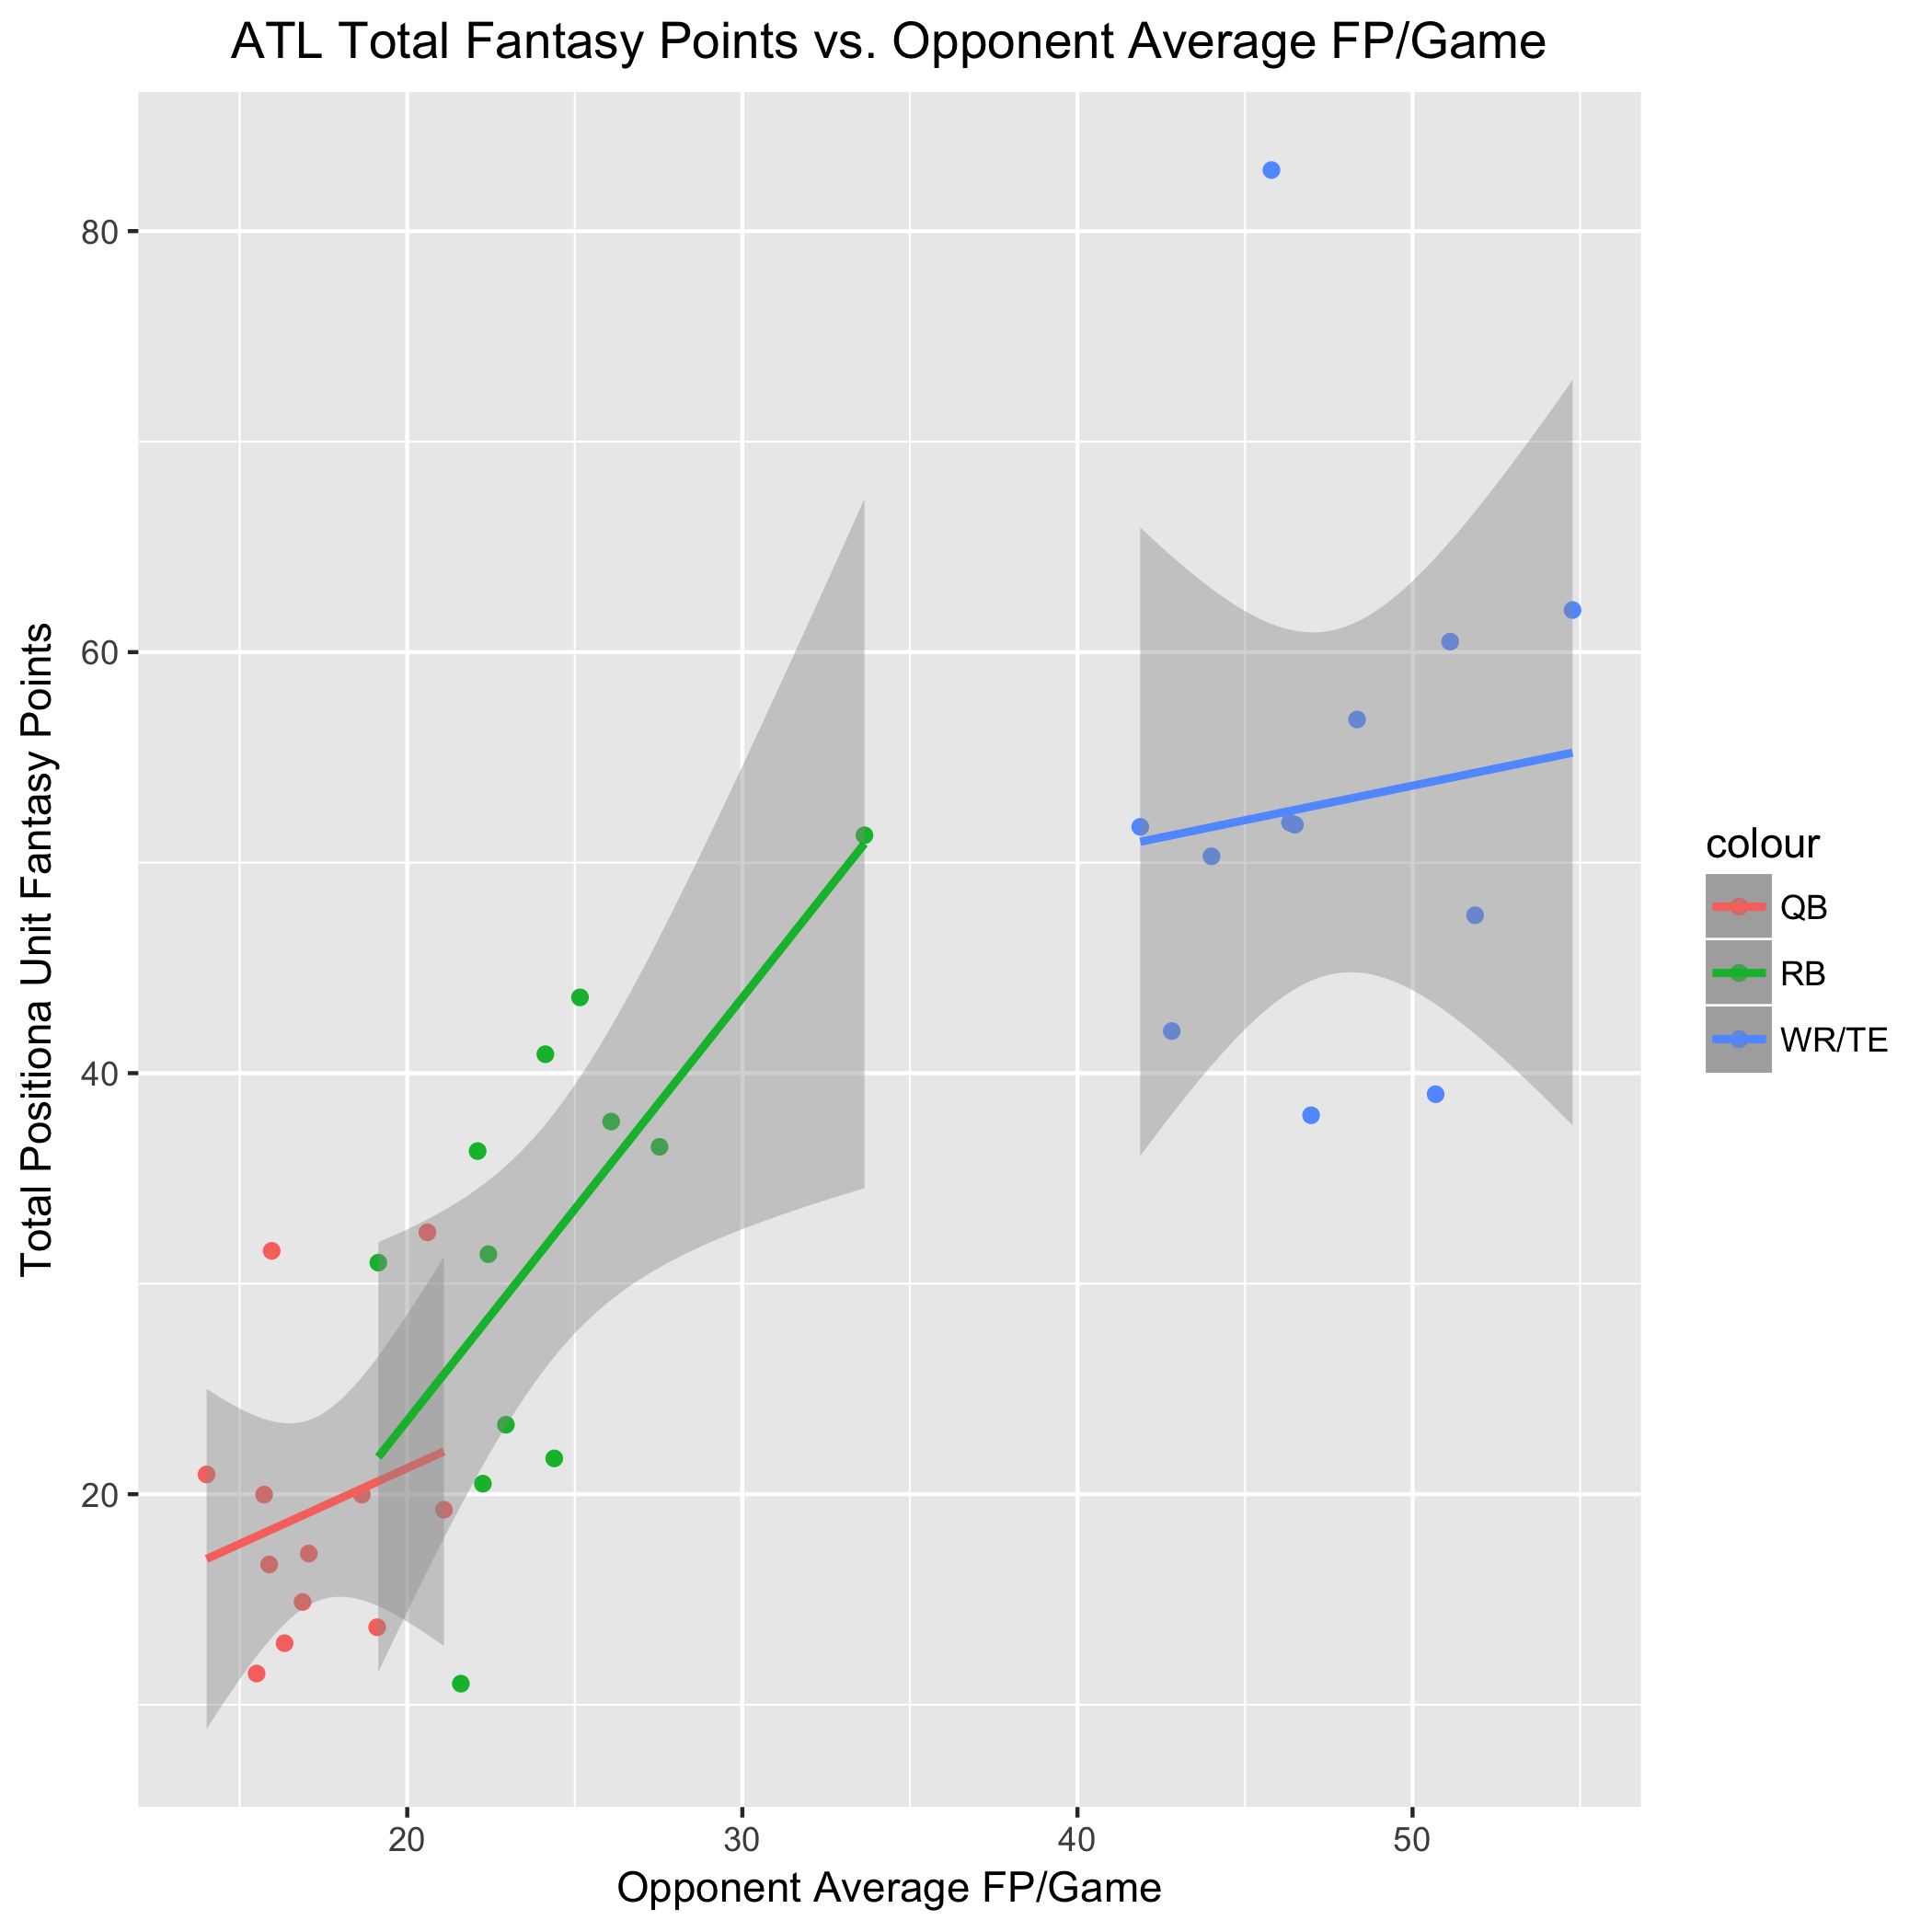 ATL Total Fantasy Points vs. Opponent Average FP/Game
Total Positiona Unit Fantasy Points
80
60
40
20
20
30
40
50
Opponent Average FP/Game
colour
QB
RB
WR/TE